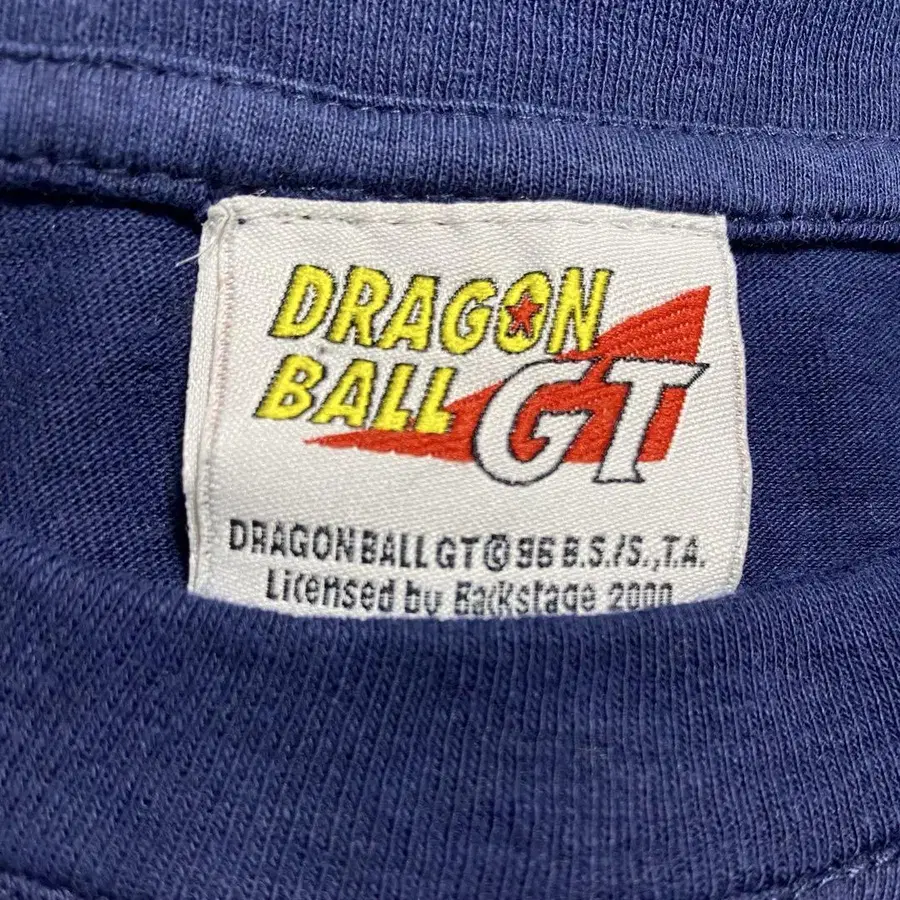 DRAGON
BALL GT
DRAGONBALL GT © 96 B.S./S.,T.A.
Licensed by Backstage 2000